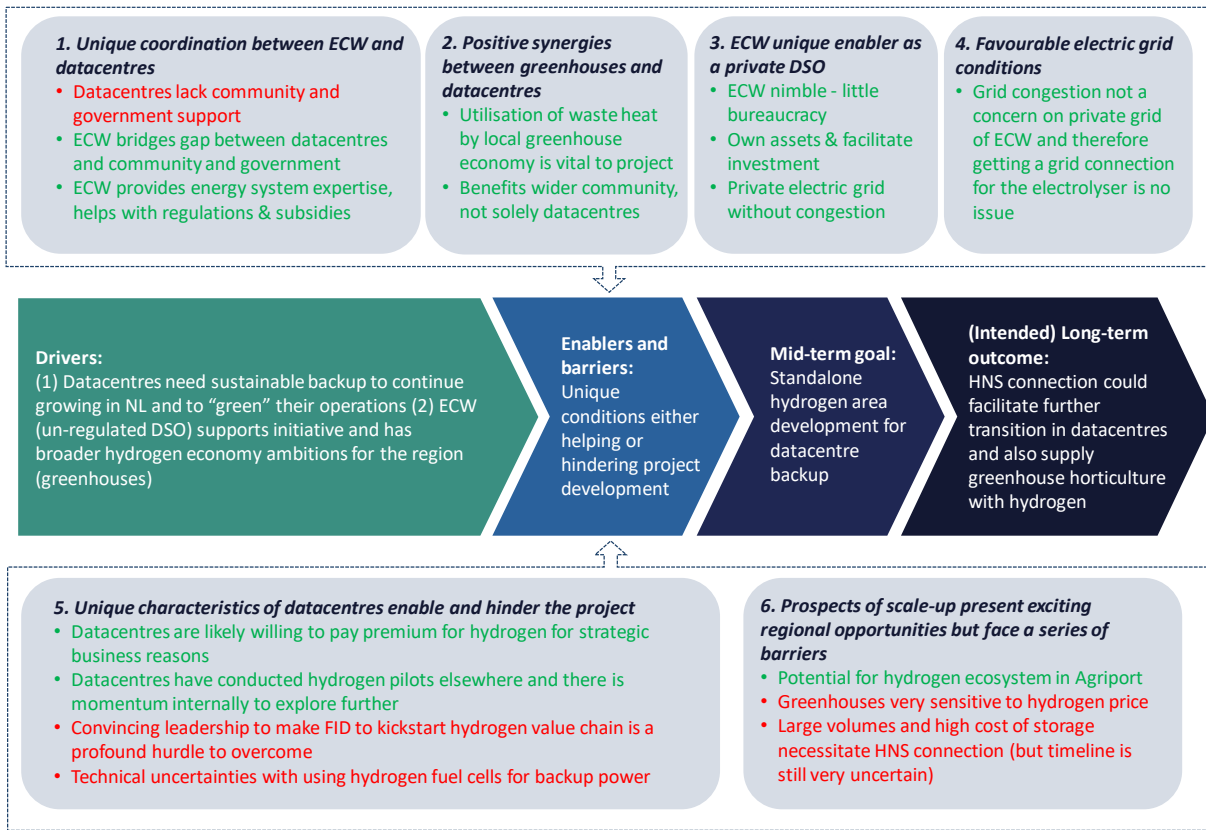 1. Unique coordination between ECW and
datacentres
• Datacentres lack community and
government support
• ECW bridges gap between datacentres
and community and government
• ECW provides energy system expertise,
helps with regulations & subsidies
2. Positive synergies
between greenhouses and
datacentres
• Utilisation of waste heat
by local greenhouse
economy is vital to project
• Benefits wider community,
not solely datacentres
3. ECW unique enabler as
a private DSO
• ECW nimble - little
bureaucracy
• Own assets & facilitate
investment
• Private electric grid
without congestion
4. Favourable electric grid
conditions
• Grid congestion not a
concern on private grid
of ECW and therefore
getting a grid connection
for the electrolyser is no
issue
Drivers:
(1) Datacentres need sustainable backup to continue
growing in NL and to “green” their operations (2) ECW
(un-regulated DSO) supports initiative and has
broader hydrogen economy ambitions for the region
(greenhouses)
Enablers and
barriers:
Unique
conditions either
helping or
hindering project
development
Mid-term goal:
Standalone
hydrogen area
development for
datacentre
backup
(Intended) Long-term
outcome:
HNS connection could
facilitate further
transition in datacentres
and also supply
greenhouse horticulture
with hydrogen
5. Unique characteristics of datacentres enable and hinder the project
• Datacentres are likely willing to pay premium for hydrogen for strategic
business reasons
• Datacentres have conducted hydrogen pilots elsewhere and there is
momentum internally to explore further
• Convincing leadership to make FID to kickstart hydrogen value chain is a
profound hurdle to overcome
• Technical uncertainties with using hydrogen fuel cells for backup power
6. Prospects of scale-up present exciting
regional opportunities but face a series of
barriers
• Potential for hydrogen ecosystem in Agriport
• Greenhouses very sensitive to hydrogen price
• Large volumes and high cost of storage
necessitate HNS connection (but timeline is
still very uncertain)